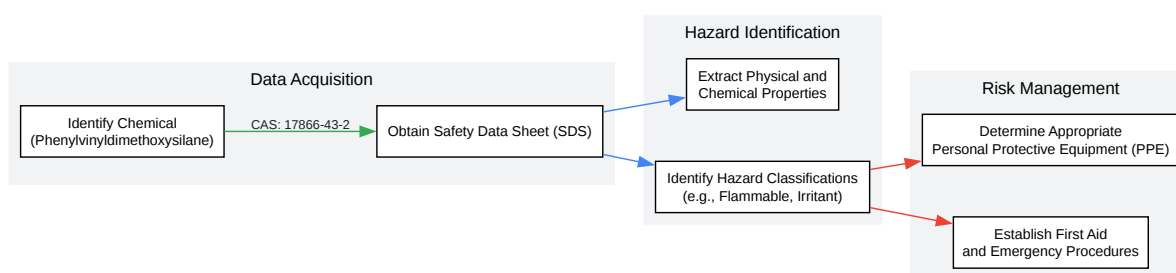 Data Acquisition
Identify Chemical
(Phenylvinyldimethoxysilane)
CAS: 17866-43-2
Obtain Safety Data Sheet (SDS)
Hazard Identification
Extract Physical and
Chemical Properties
Identify Hazard Classifications
(e.g., Flammable, Irritant)
Risk Management
Determine Appropriate
Personal Protective Equipment (PPE)
Establish First Aid
and Emergency Procedures